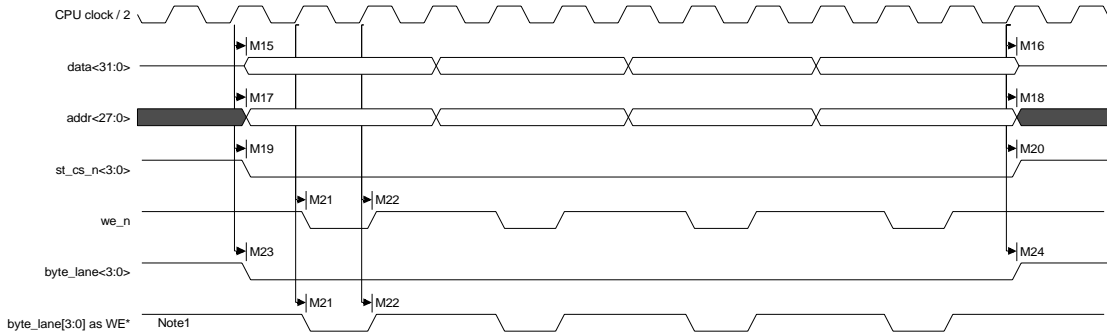 CPU clock / 2
M15 M16
data<31:0>
M17 M18
addr<27:0>
M19 M20
st_cs_n<3:0>
M21 M22
we_n
M23 M24
byte_lane<3:0>
M21 M22
byte_lane[3:0] as WE* Note1